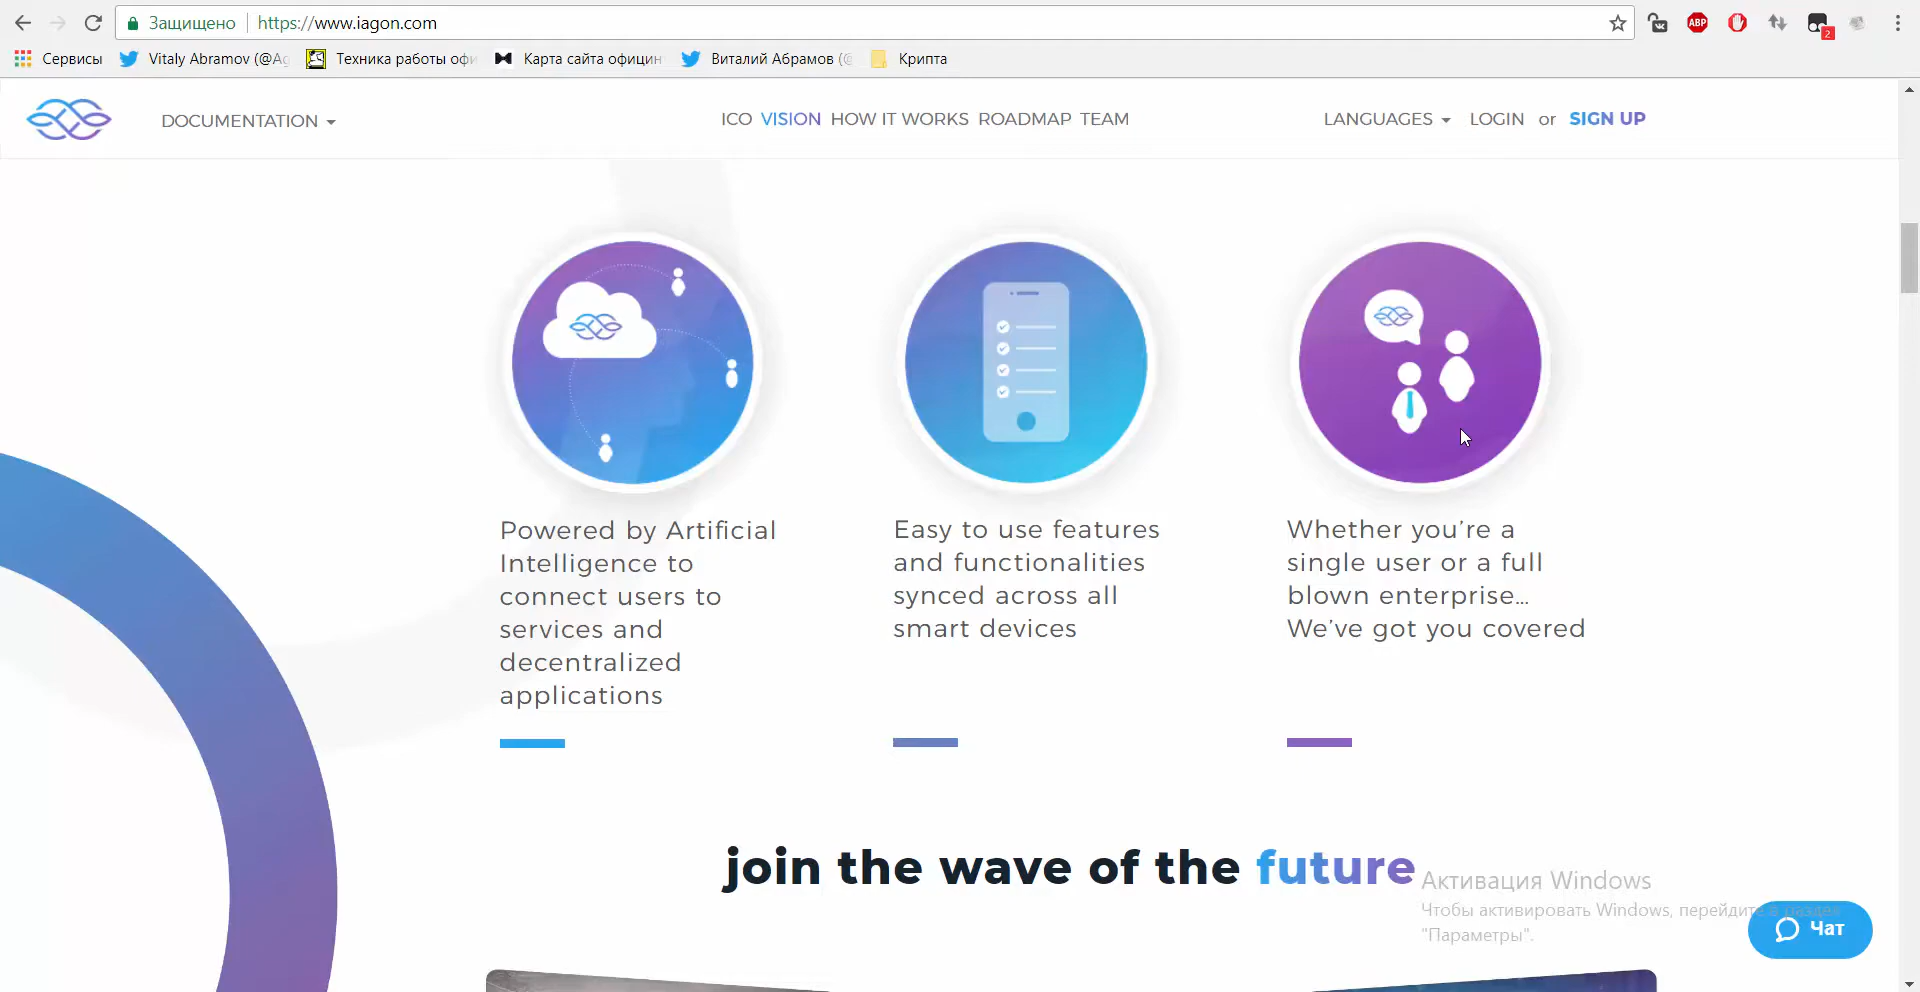 Защищено https://www.iagon.com
ABP
2
Сервисы Vitaly Abramov (@Ag Техника работы офи Карта сайта официн Виталий Абрамов (@ Крипта
DOCUMENTATION ICO VISION HOW IT WORKS ROADMAP TEAM LANGUAGES LOGIN or SIGN UP
Powered by Artificial
Intelligence to
connect users to
services and
decentralized
applications
Easy to use features
and functionalities
synced across all
smart devices
Whether you're a
single user or a full
blown enterprise...
We've got you covered
join the wave of the future
Активация Windows
Чтобы активировать Windows, перейдите в раздел
"Параметры".
Чат